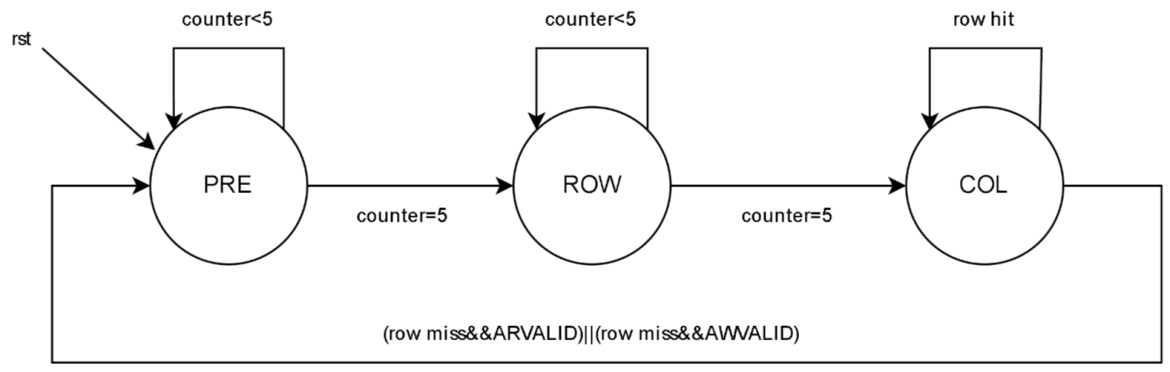 counter<5
counter<5
row hit
rst
PRE
ROW
COL
counter=5
counter=5
(row miss&&ARVALID)||(row miss&&AWVALID)